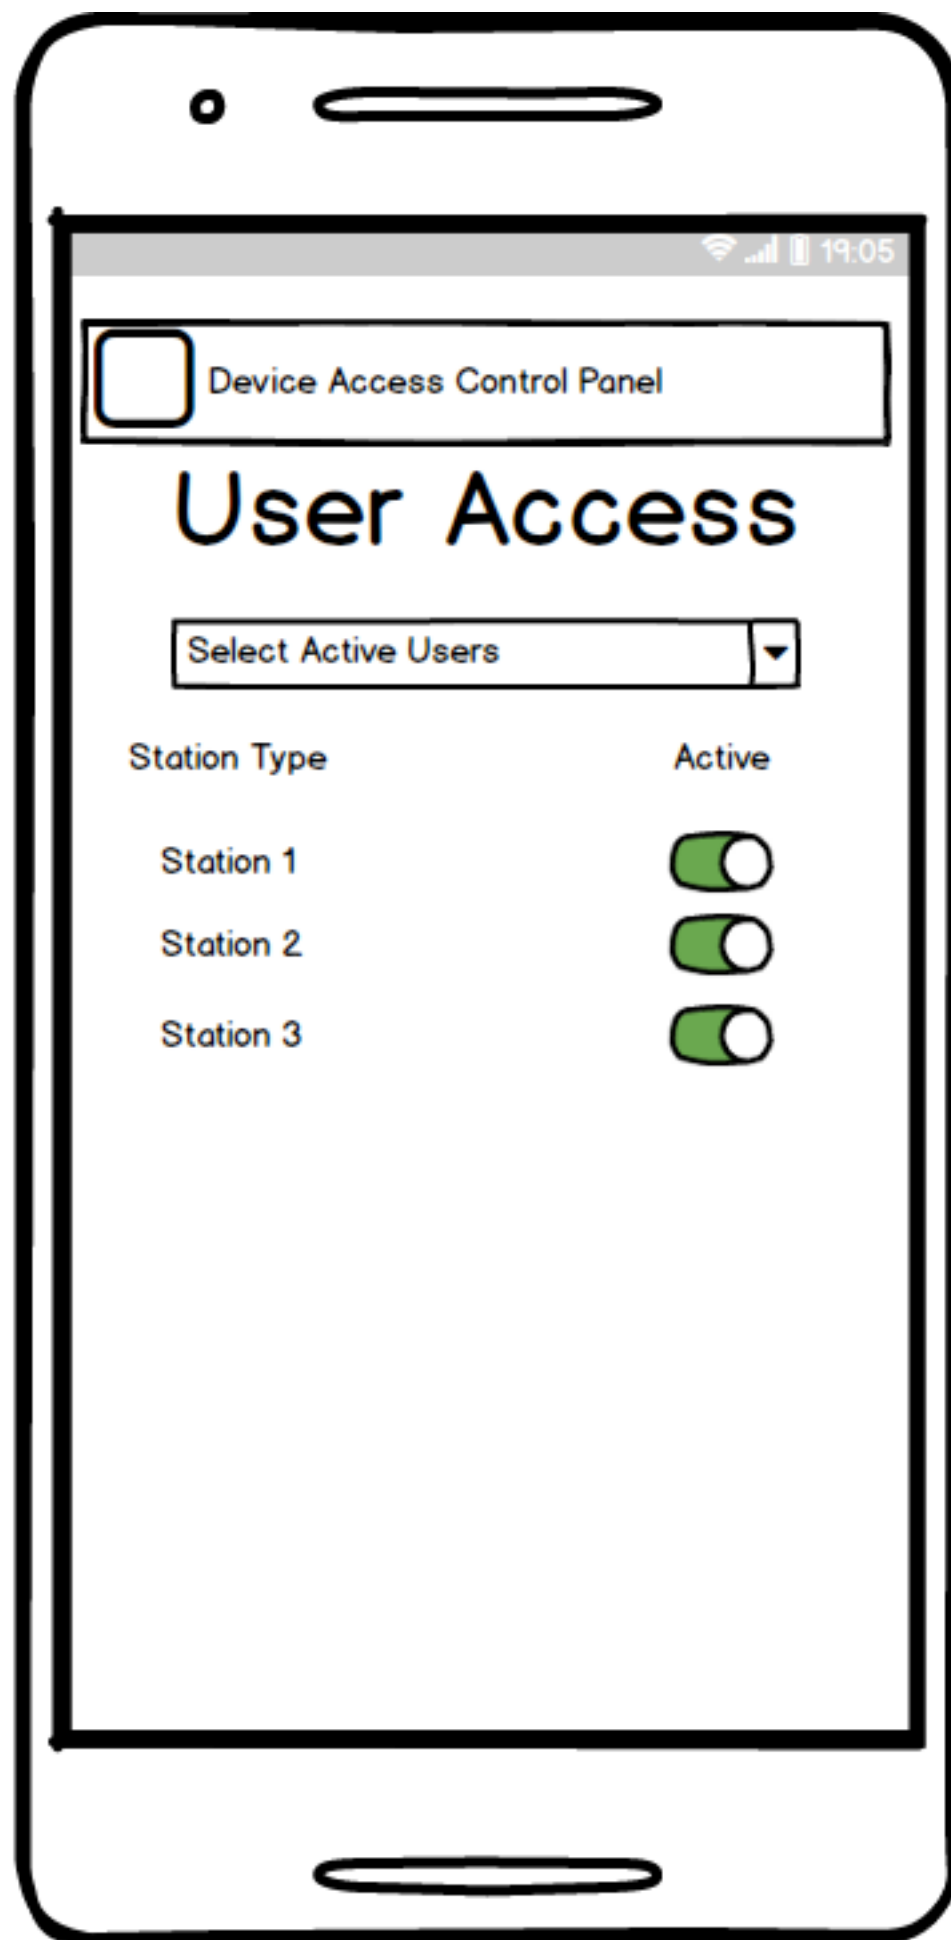 19:05
Device Access Control Panel
User Access
Select Active Users
Station Type Active
Station 1
Station 2
Station 3